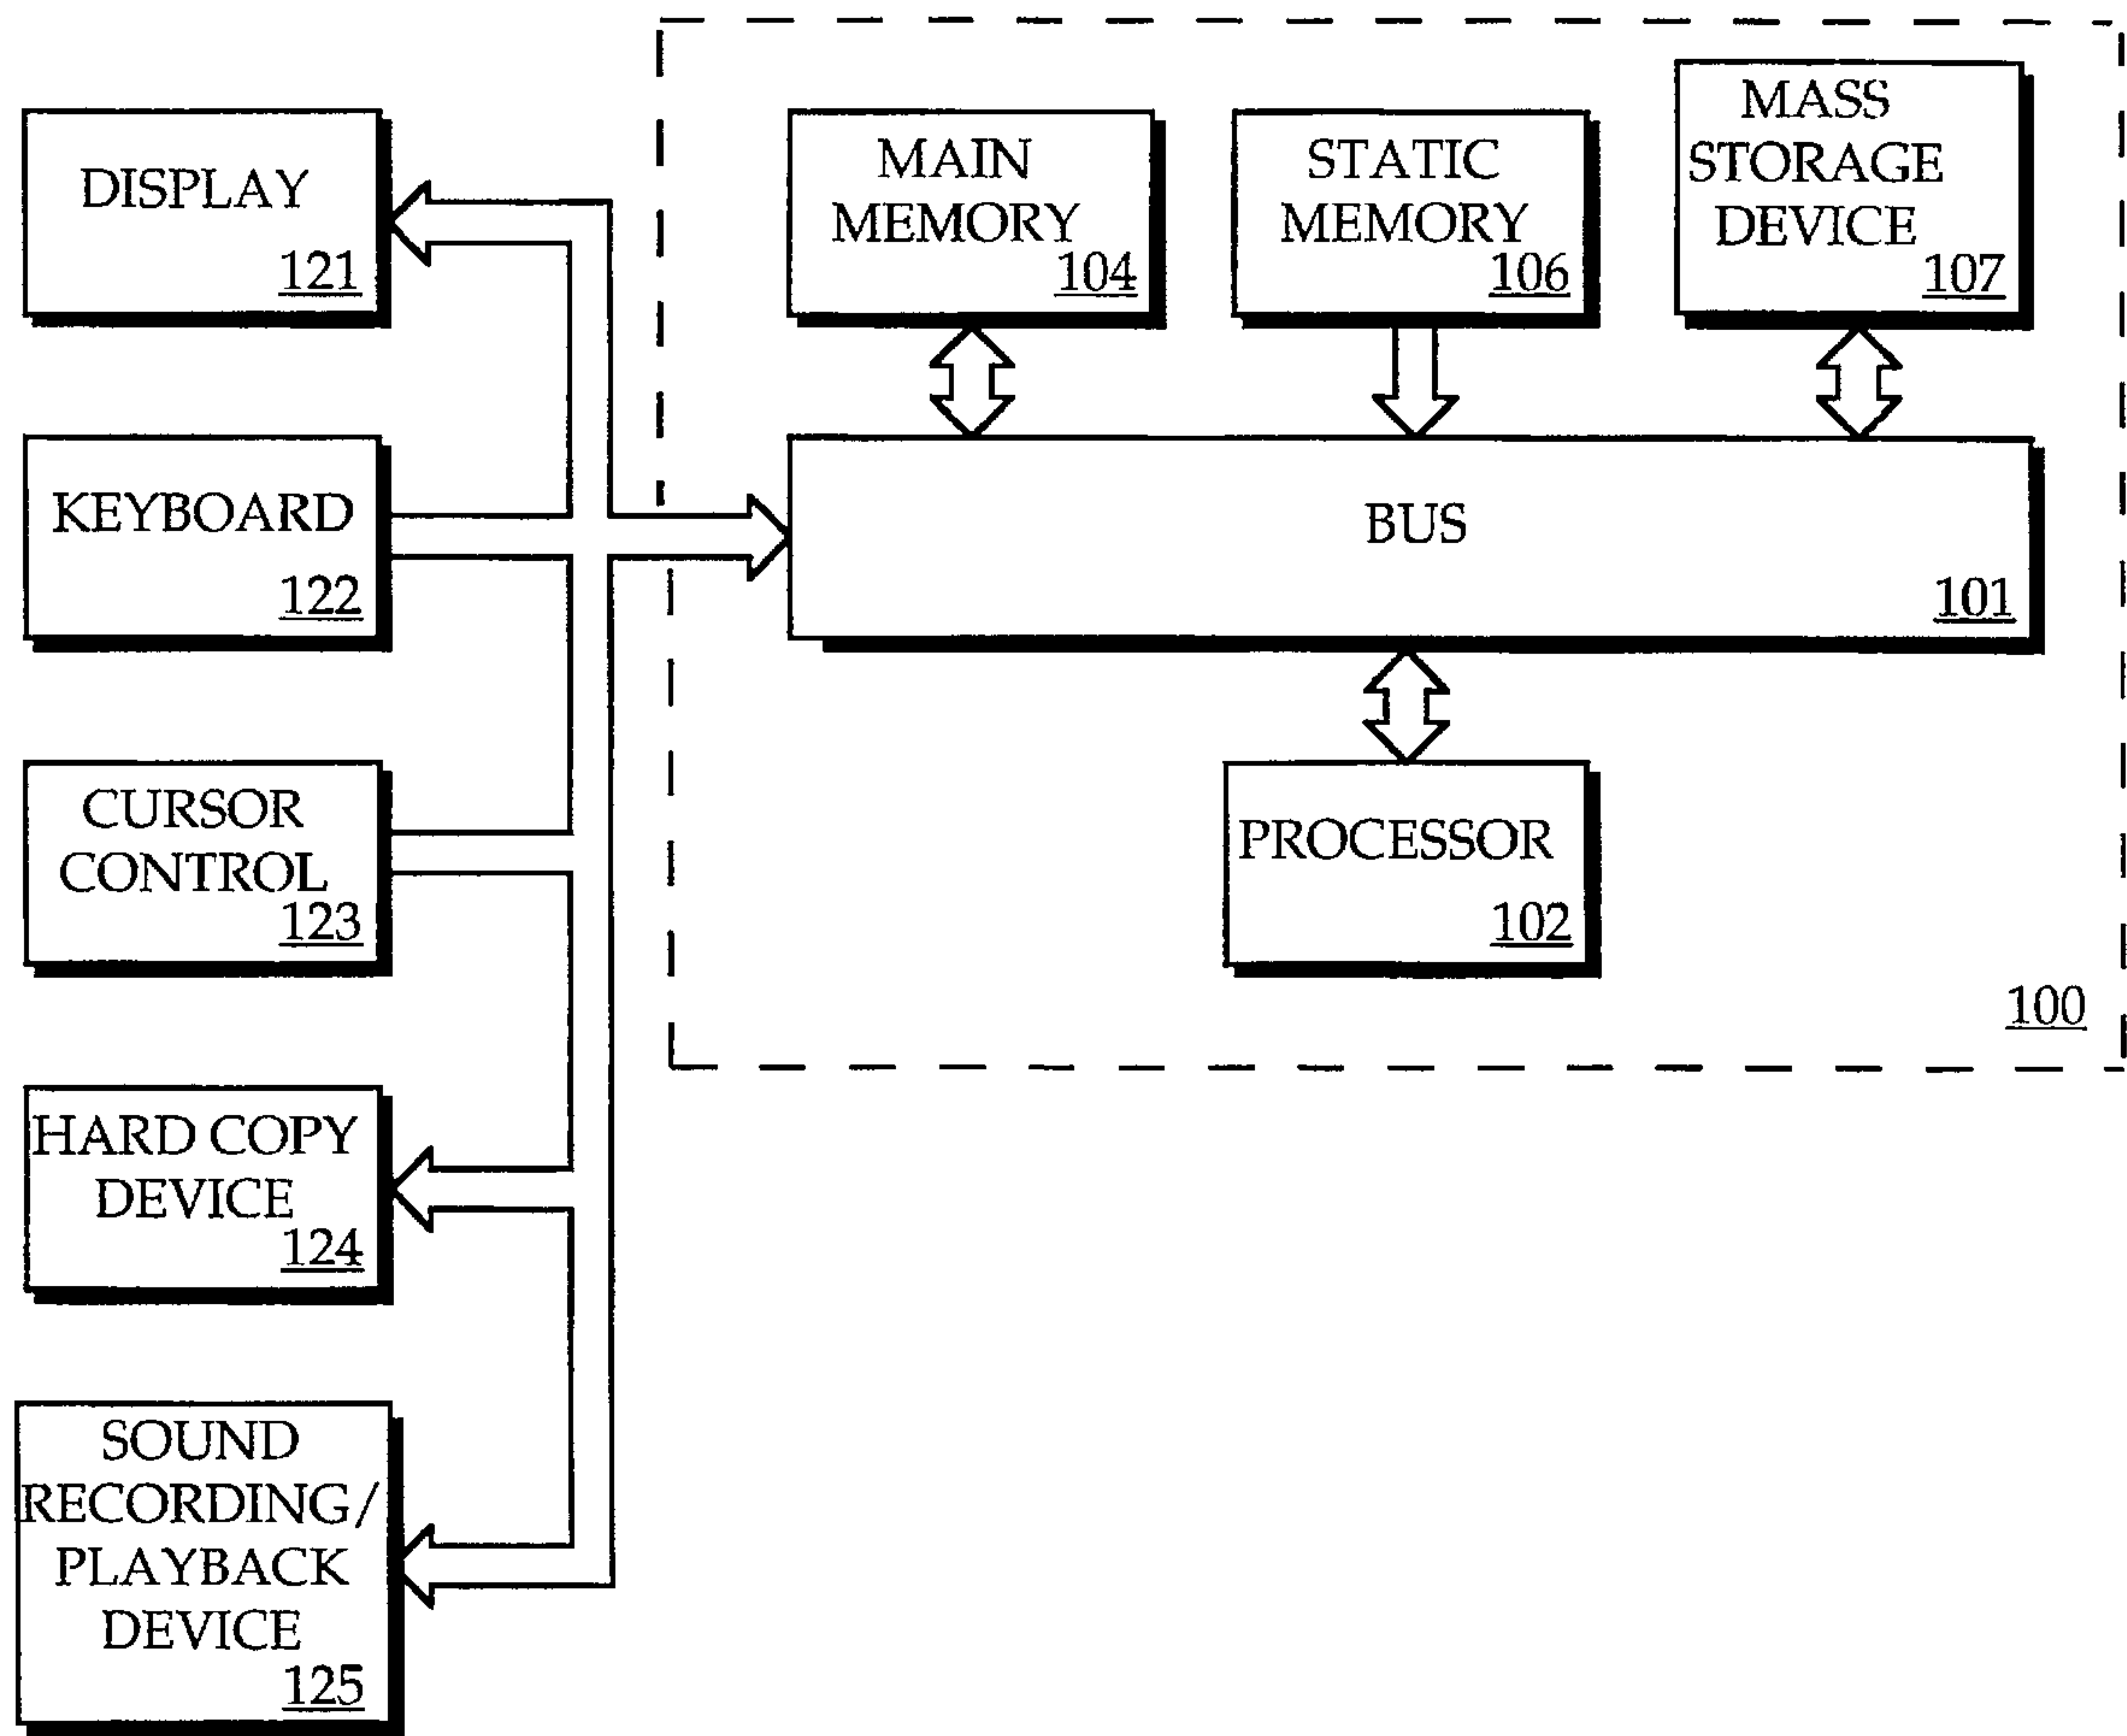 DISPLAY
121
KEYBOARD
122
CURSOR
CONTROL
123
HARD COPY
DEVICE
124
SOUND
RECORDING/
PLAYBACK
DEVICE
125
MAIN
MEMORY
104
STATIC
MEMORY
106
MASS
STORAGE
DEVICE
107
BUS
101
PROCESSOR
102
100